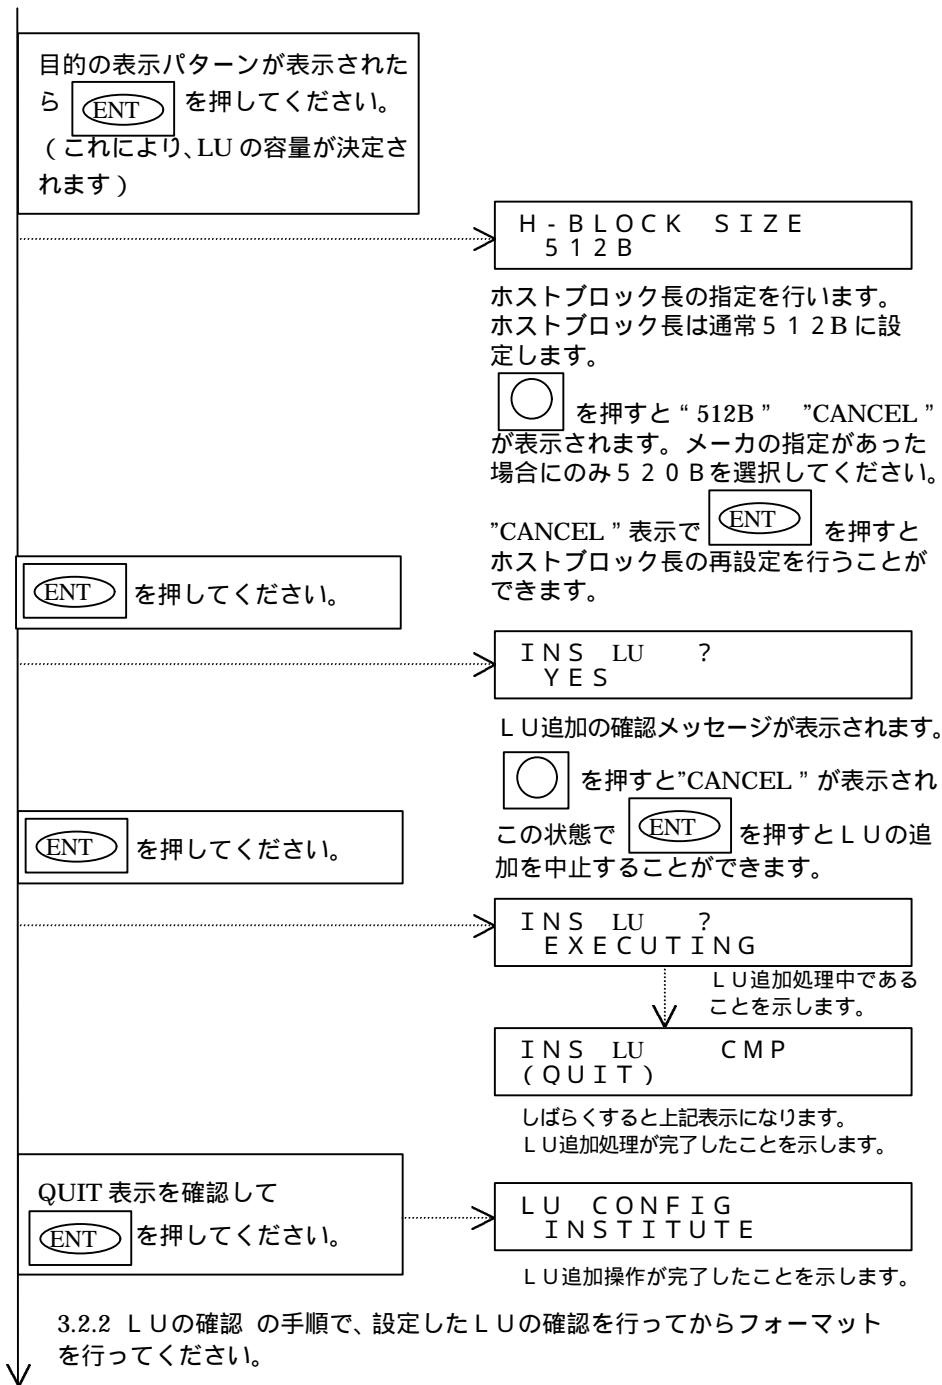 目的の表示パターンが表示された
ら ENT を押してください。
(これにより、LU の容量が決定さ
れます)
H-BLOCK SIZE
512B
ホストブロック長の指定を行います。
ホストブロック長は通常512Bに設
定します。
を押すと“512B” ”CANCEL”
が表示されます。メーカの指定があった
場合にのみ520Bを選択してください。
”CANCEL”表示で ENT を押すと
ホストブロック長の再設定を行うことが
できます。
ENT を押してください。
INS LU ?
YES
LU追加の確認メッセージが表示されます。
を押すと”CANCEL”が表示され
この状態で ENT を押すとLUの追
加を中止することができます。
ENT を押してください。
INS LU ?
EXECUTING
LU追加処理中である
ことを示します。
INS LU CMP
(QUIT)
しばらくすると上記表示になります。
LU追加処理が完了したことを示します。
QUIT 表示を確認して
ENT を押してください。
LU CONFIG
INSTITUTE
LU追加操作が完了したことを示します。
3.2.2 LUの確認 の手順で、設定したLUの確認を行ってからフォーマット
を行ってください。